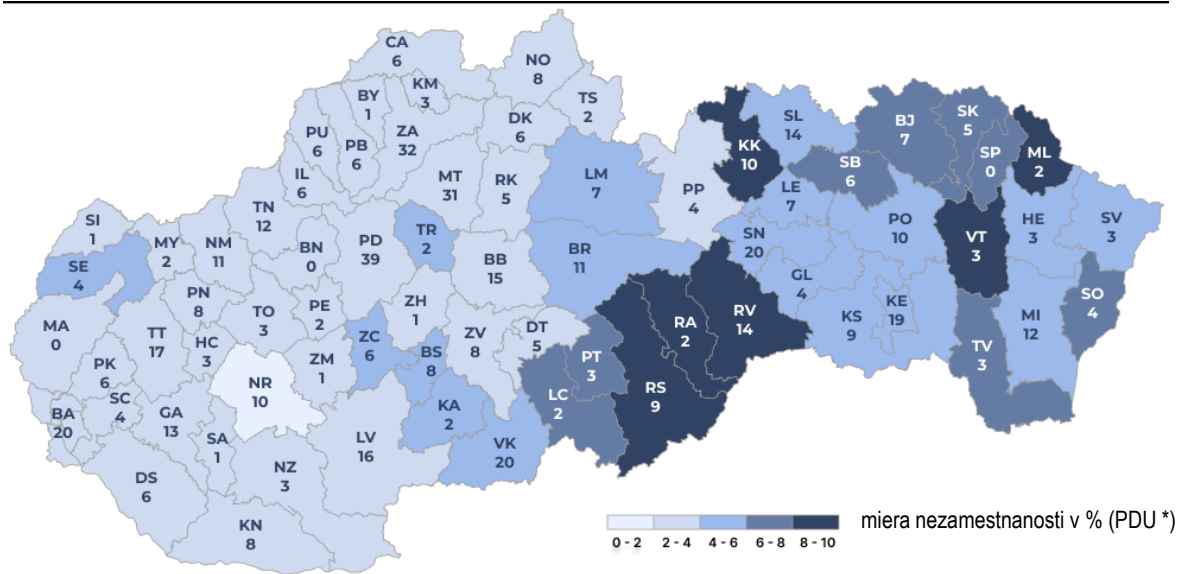 CA
6
NO
8
KM
3
BY
1
TS
2
DK
6
PU
6
PB
6
ZA
32
IL
6
MT
31
RK
5
LM
7
PP
4
KK
10
SL
14
BJ
7
SK
5
SP
0
ML
2
SB
6
LE
7
PO
10
VT
3
HE
3
SV
3
SI
1
SE
4
MY
2
NM
11
TN
12
BN
0
PD
39
TR
2
BB
15
BR
11
SN
20
GL
4
KS
9
KE
19
SO
4
MI
12
TV
3
MA
0
PN
8
TO
3
PE
2
ZH
1
ZV
8
DT
5
PT
3
RA
2
RV
14
TT
17
HC
3
ZM
1
ZC
6
BS
8
PK
6
NR
10
KA
2
LC
2
RS
9
SC
4
BA
20
GA
13
SA
1
LV
16
VK
20
NZ
3
DS
6
KN
8
miera nezamestnanosti v % (PDU *)
0 - 2 2 - 4 4 - 6 6 - 8 8 - 10